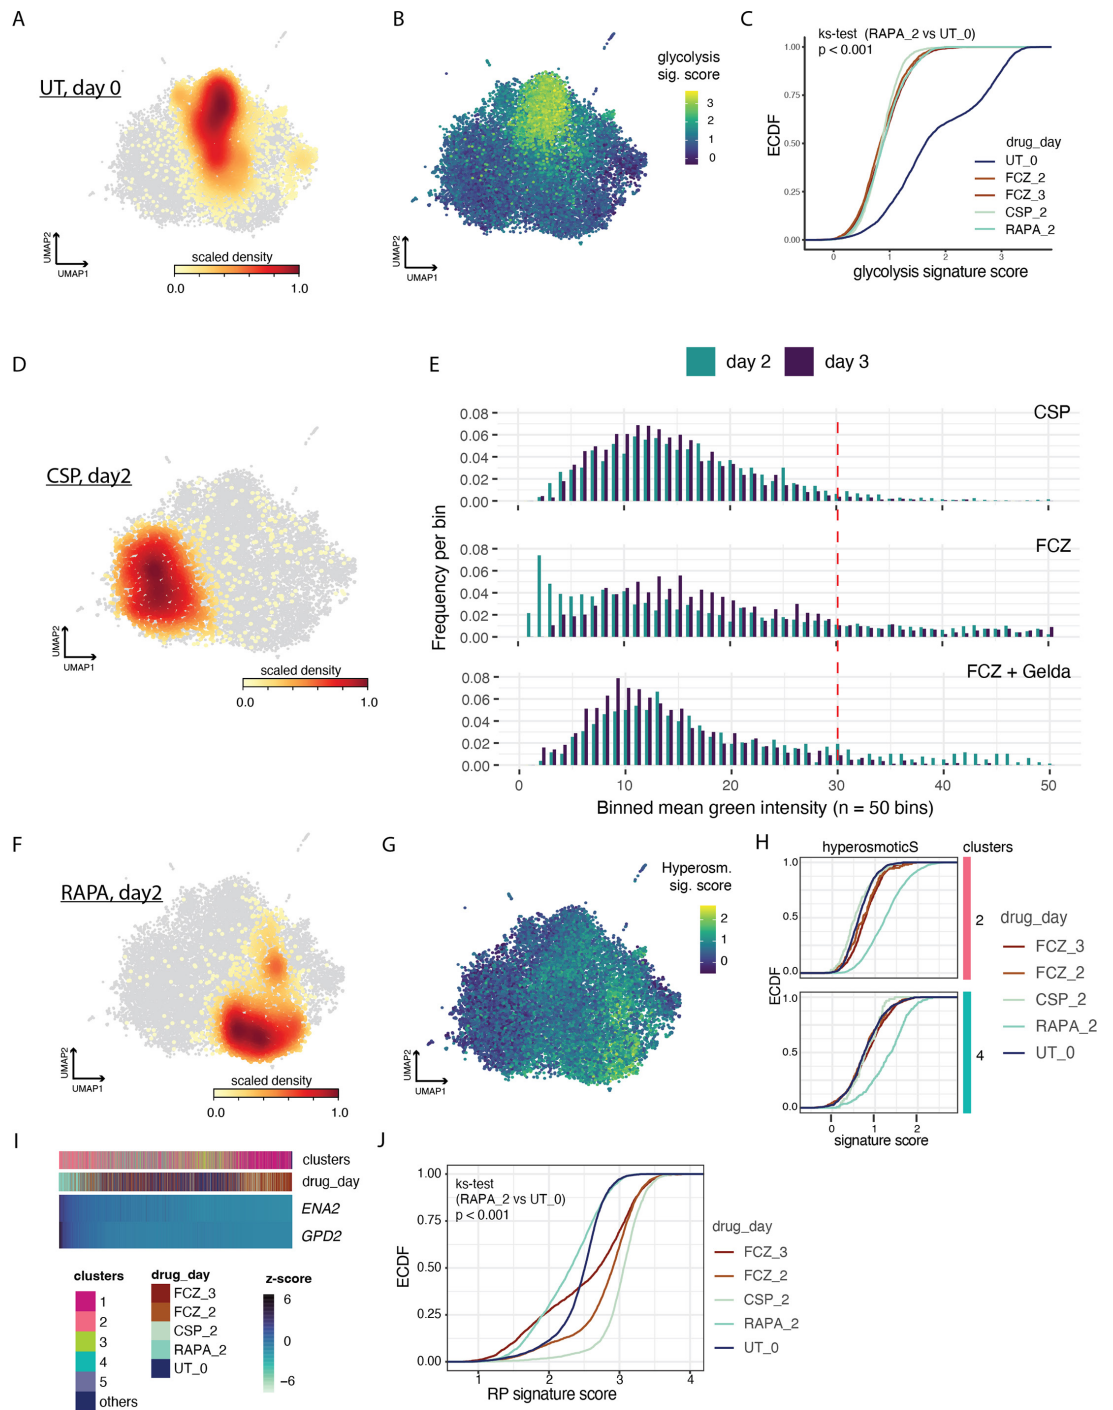 A
UT, day 0
UMAP2
UMAP1
scaled density
0.0
1.0
B
glycolysis
sig. score
3
2
1
0
UMAP2
UMAP1
C
ks-test (RAPA_2 vs UT_0)
p < 0.001
1.00
0.75
0.50
0.25
0.00
ECDF
0
1
2
3
glycolysis signature score
drug_day
UT_0
FCZ_2
FCZ_3
CSP_2
RAPA_2
D
CSP, day2
UMAP2
UMAP1
scaled density
0.0
1.0
E
day 2
day 3
CSP
0.08
0.06
0.04
0.02
0.00
FCZ
0.08
0.06
0.04
0.02
0.00
FCZ + Gelda
0.08
0.06
0.04
0.02
0.00
Frequency per bin
0
10
20
30
40
50
Binned mean green intensity (n = 50 bins)
F
RAPA, day2
UMAP2
UMAP1
scaled density
0.0
1.0
G
Hyperosm.
sig. score
2
1
0
UMAP2
UMAP1
H
hyperosmoticS
clusters
1.0
0.5
0.0
2
ECDF
1.0
0.5
0.0
4
0
1
2
signature score
drug_day
FCZ_3
FCZ_2
CSP_2
RAPA_2
UT_0
I
clusters
drug_day
ENA2
GPD2
clusters
1
2
3
4
5
others
drug_day
FCZ_3
FCZ_2
CSP_2
RAPA_2
UT_0
z-score
6
0
−6
J
ks-test
(RAPA_2 vs UT_0)
p < 0.001
1.00
0.75
0.50
0.25
0.00
ECDF
1
2
3
4
RP signature score
drug_day
FCZ_3
FCZ_2
CSP_2
RAPA_2
UT_0